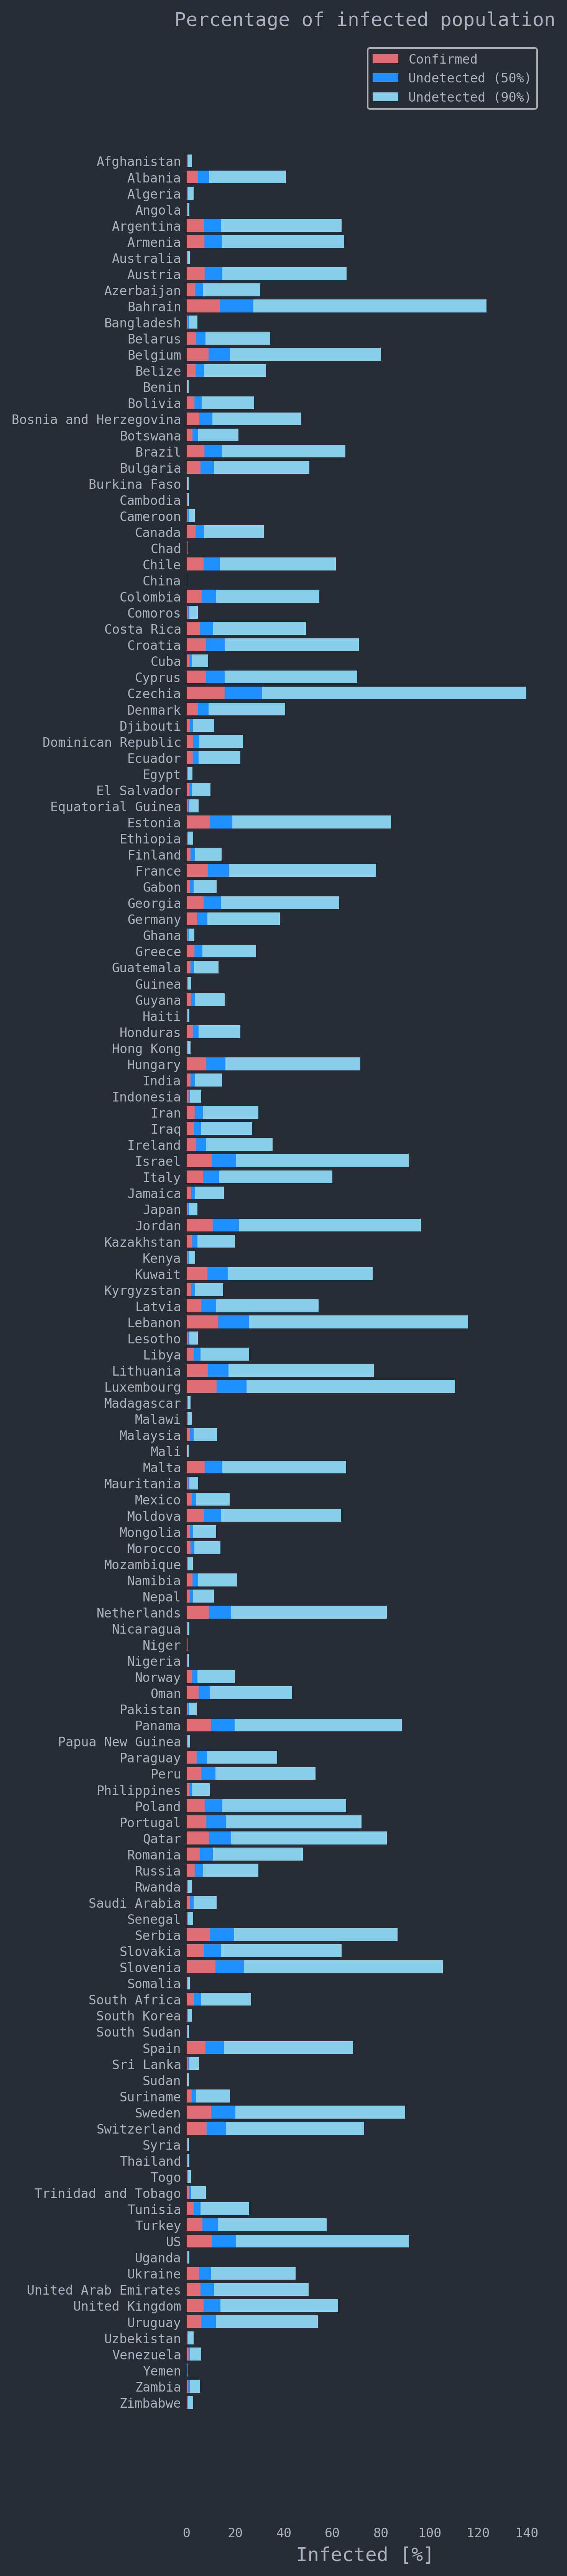 Percentage of infected population
Confirmed
Undetected (50%)
Undetected (90%)
Afghanistan
Albania
Algeria
Angola
Argentina
Armenia
Australia
Austria
Azerbaijan
Bahrain
Bangladesh
Belarus
Belgium
Belize
Benin
Bolivia
Bosnia and Herzegovina
Botswana
Brazil
Bulgaria
Burkina Faso
Cambodia
Cameroon
Canada
Chad
Chile
China
Colombia
Comoros
Costa Rica
Croatia
Cuba
Cyprus
Czechia
Denmark
Djibouti
Dominican Republic
Ecuador
Egypt
El Salvador
Equatorial Guinea
Estonia
Ethiopia
Finland
France
Gabon
Georgia
Germany
Ghana
Greece
Guatemala
Guinea
Guyana
Haiti
Honduras
Hong Kong
Hungary
India
Indonesia
Iran
Iraq
Ireland
Israel
Italy
Jamaica
Japan
Jordan
Kazakhstan
Kenya
Kuwait
Kyrgyzstan
Latvia
Lebanon
Lesotho
Libya
Lithuania
Luxembourg
Madagascar
Malawi
Malaysia
Mali
Malta
Mauritania
Mexico
Moldova
Mongolia
Morocco
Mozambique
Namibia
Nepal
Netherlands
Nicaragua
Niger
Nigeria
Norway
Oman
Pakistan
Panama
Papua New Guinea
Paraguay
Peru
Philippines
Poland
Portugal
Qatar
Romania
Russia
Rwanda
Saudi Arabia
Senegal
Serbia
Slovakia
Slovenia
Somalia
South Africa
South Korea
South Sudan
Spain
Sri Lanka
Sudan
Suriname
Sweden
Switzerland
Syria
Thailand
Togo
Trinidad and Tobago
Tunisia
Turkey
US
Uganda
Ukraine
United Arab Emirates
United Kingdom
Uruguay
Uzbekistan
Venezuela
Yemen
Zambia
Zimbabwe
0 20 40 60 80 100 120 140
Infected [%]